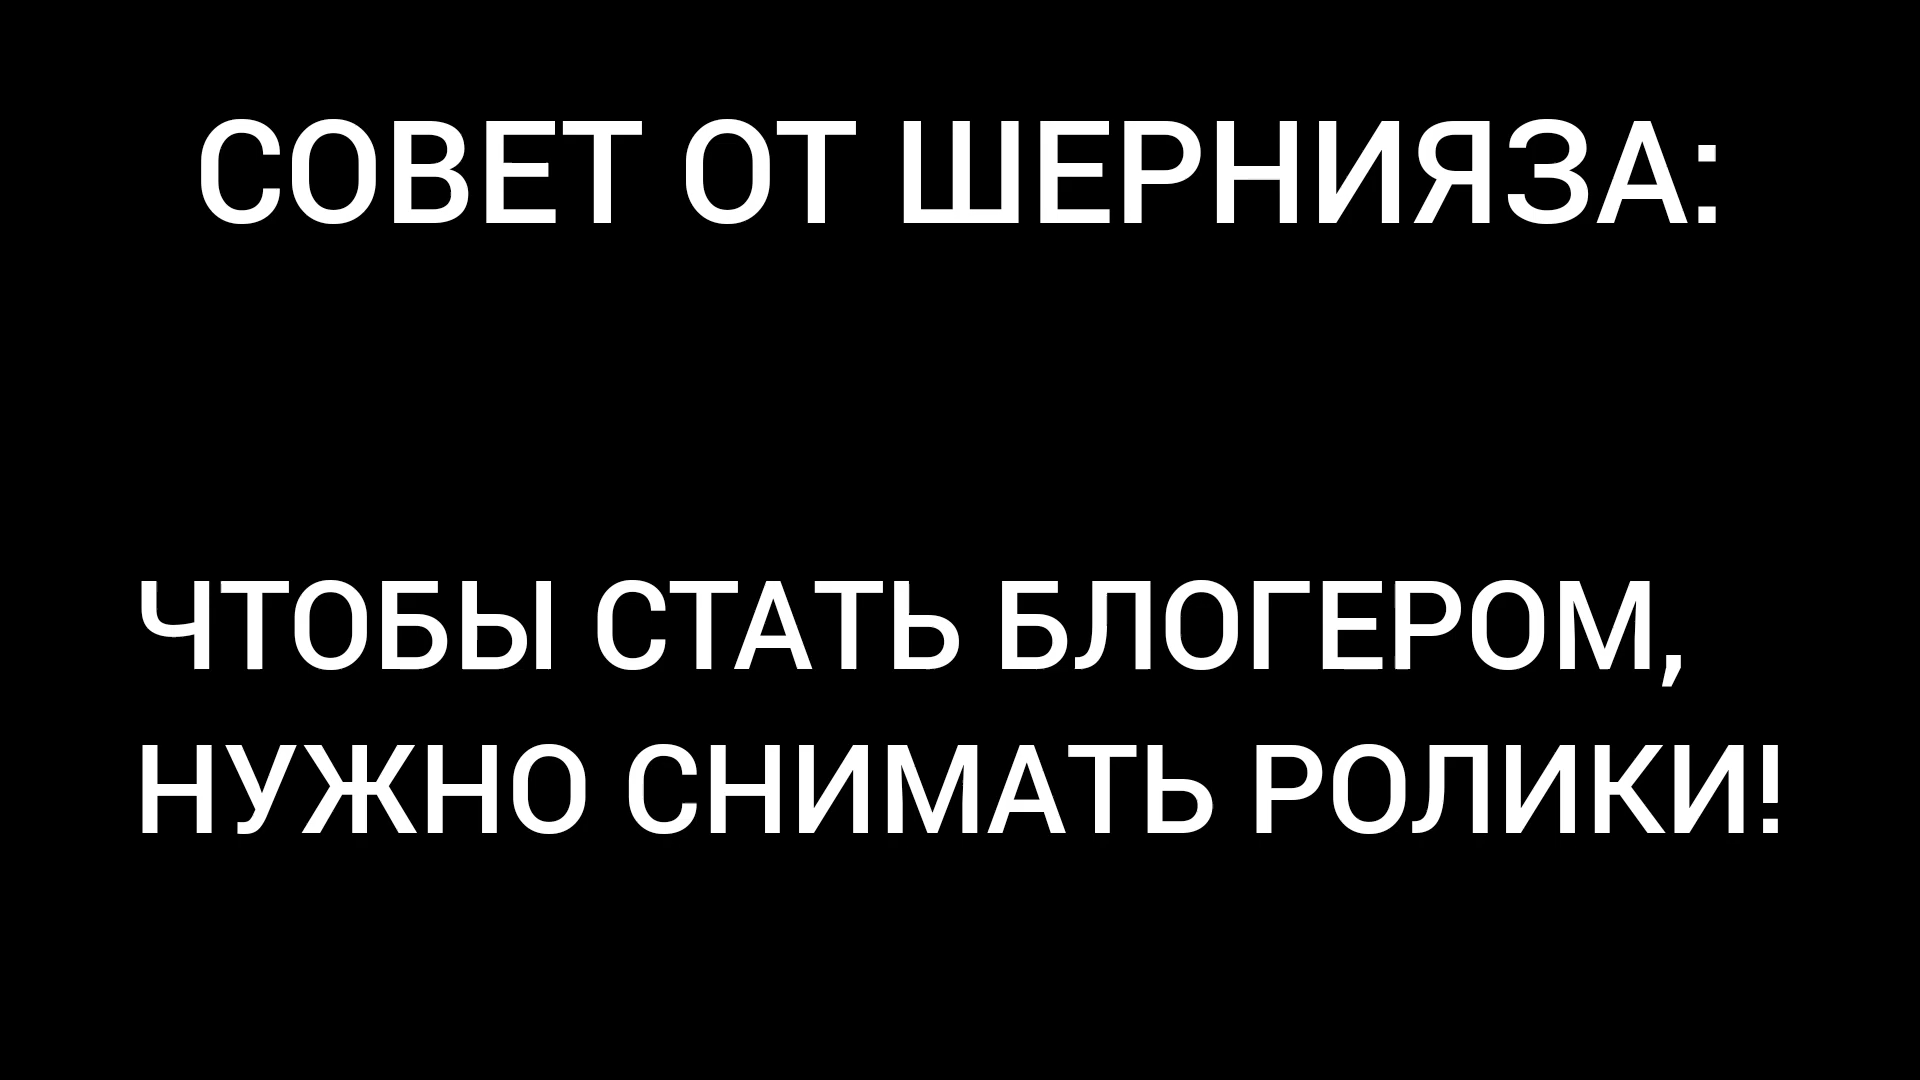 СОВЕТ ОТ ШЕРНИЯЗА:
ЧТОБЫ СТАТЬ БЛОГЕРОМ,
НУЖНО СНИМАТЬ РОЛИКИ!